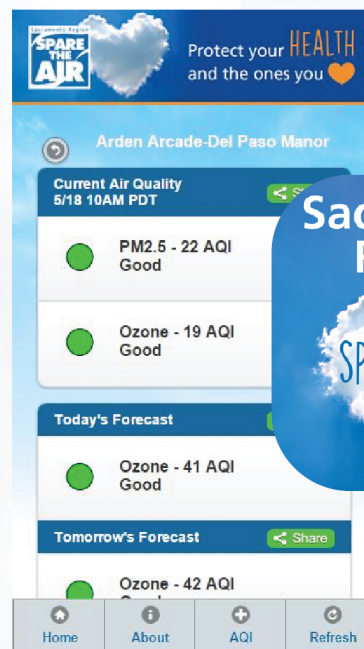 Sacramento Region
SPARE
THE
AIR
Protect your HEALTH
and the ones you
Arden Arcade-Del Paso Manor
Current Air Quality
5/18 10AM PDT
PM2.5 - 22 AQI
Good
Ozone - 19 AQI
Good
Today's Forecast
Ozone - 41 AQI
Good
Tomorrow's Forecast
Share
Ozone - 42 AQI
Home
About
AQI
Refresh